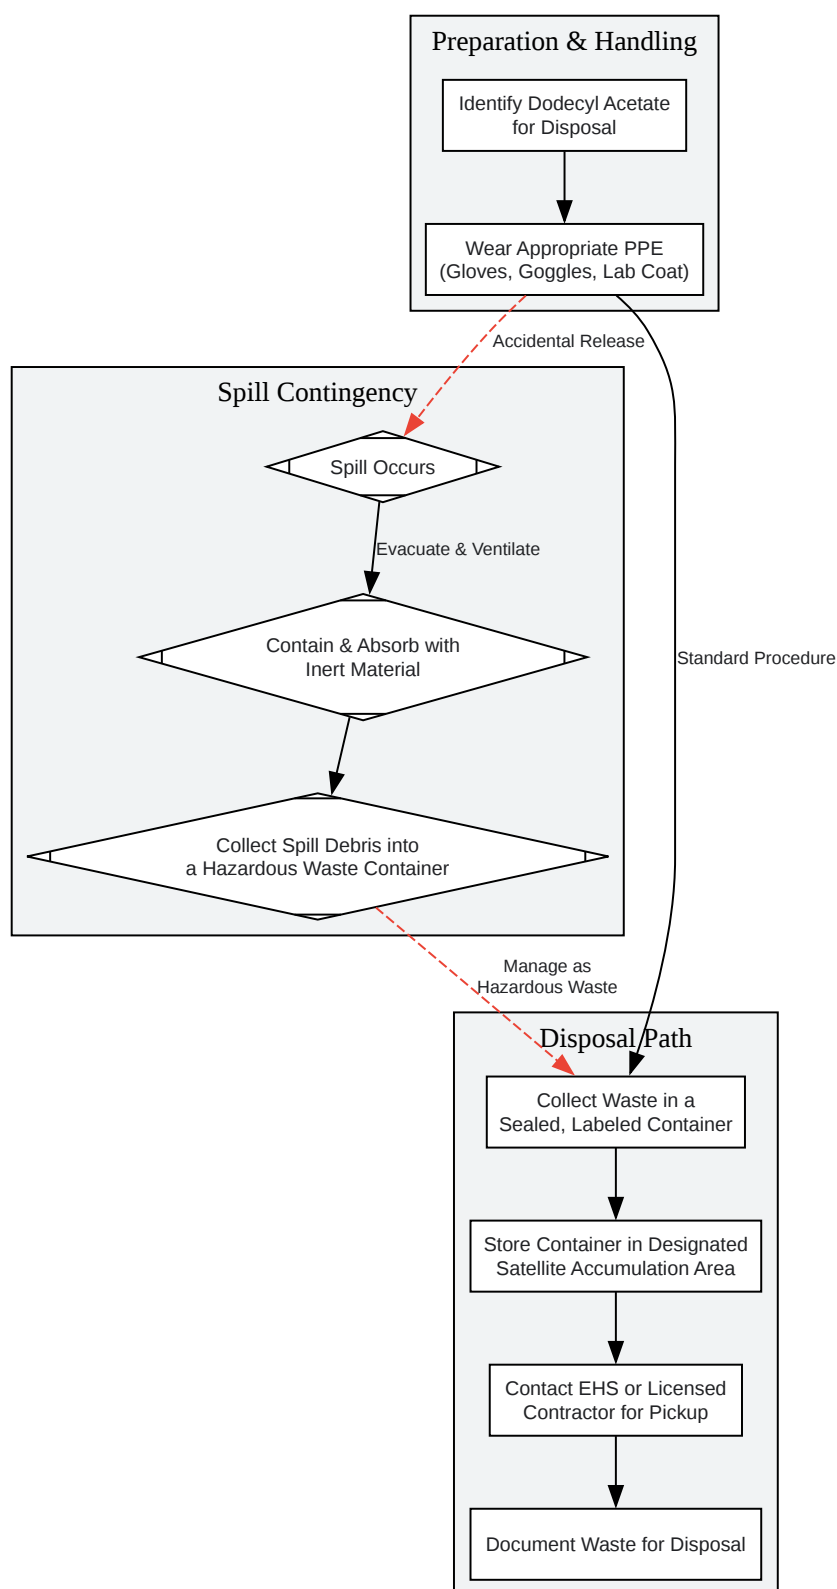 Preparation & Handling
Identify Dodecyl Acetate
for Disposal
Wear Appropriate PPE
(Gloves, Goggles, Lab Coat)
Accidental Release
Spill Contingency
Spill Occurs
Evacuate & Ventilate
Contain & Absorb with
Inert Material
Standard Procedure
Collect Spill Debris into
a Hazardous Waste Container
Manage as
Hazardous Waste
Disposal Path
Collect Waste in a
Sealed, Labeled Container
Store Container in Designated
Satellite Accumulation Area
Contact EHS or Licensed
Contractor for Pickup
Document Waste for Disposal